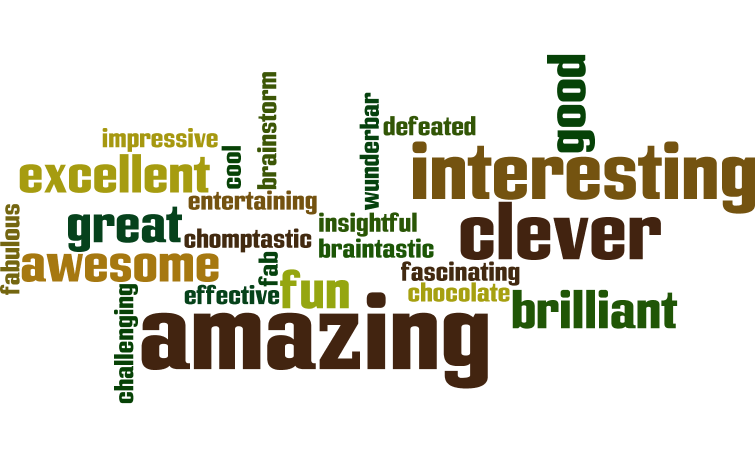 good
brainstorm
wunderbar
defeated
impressive
cool
interesting
excellent
entertaining
fabulous
great
insightful
clever
chomptastic
braintastic
awesome
fab
fascinating
effective
fun
chocolate
brilliant
challenging
amazing